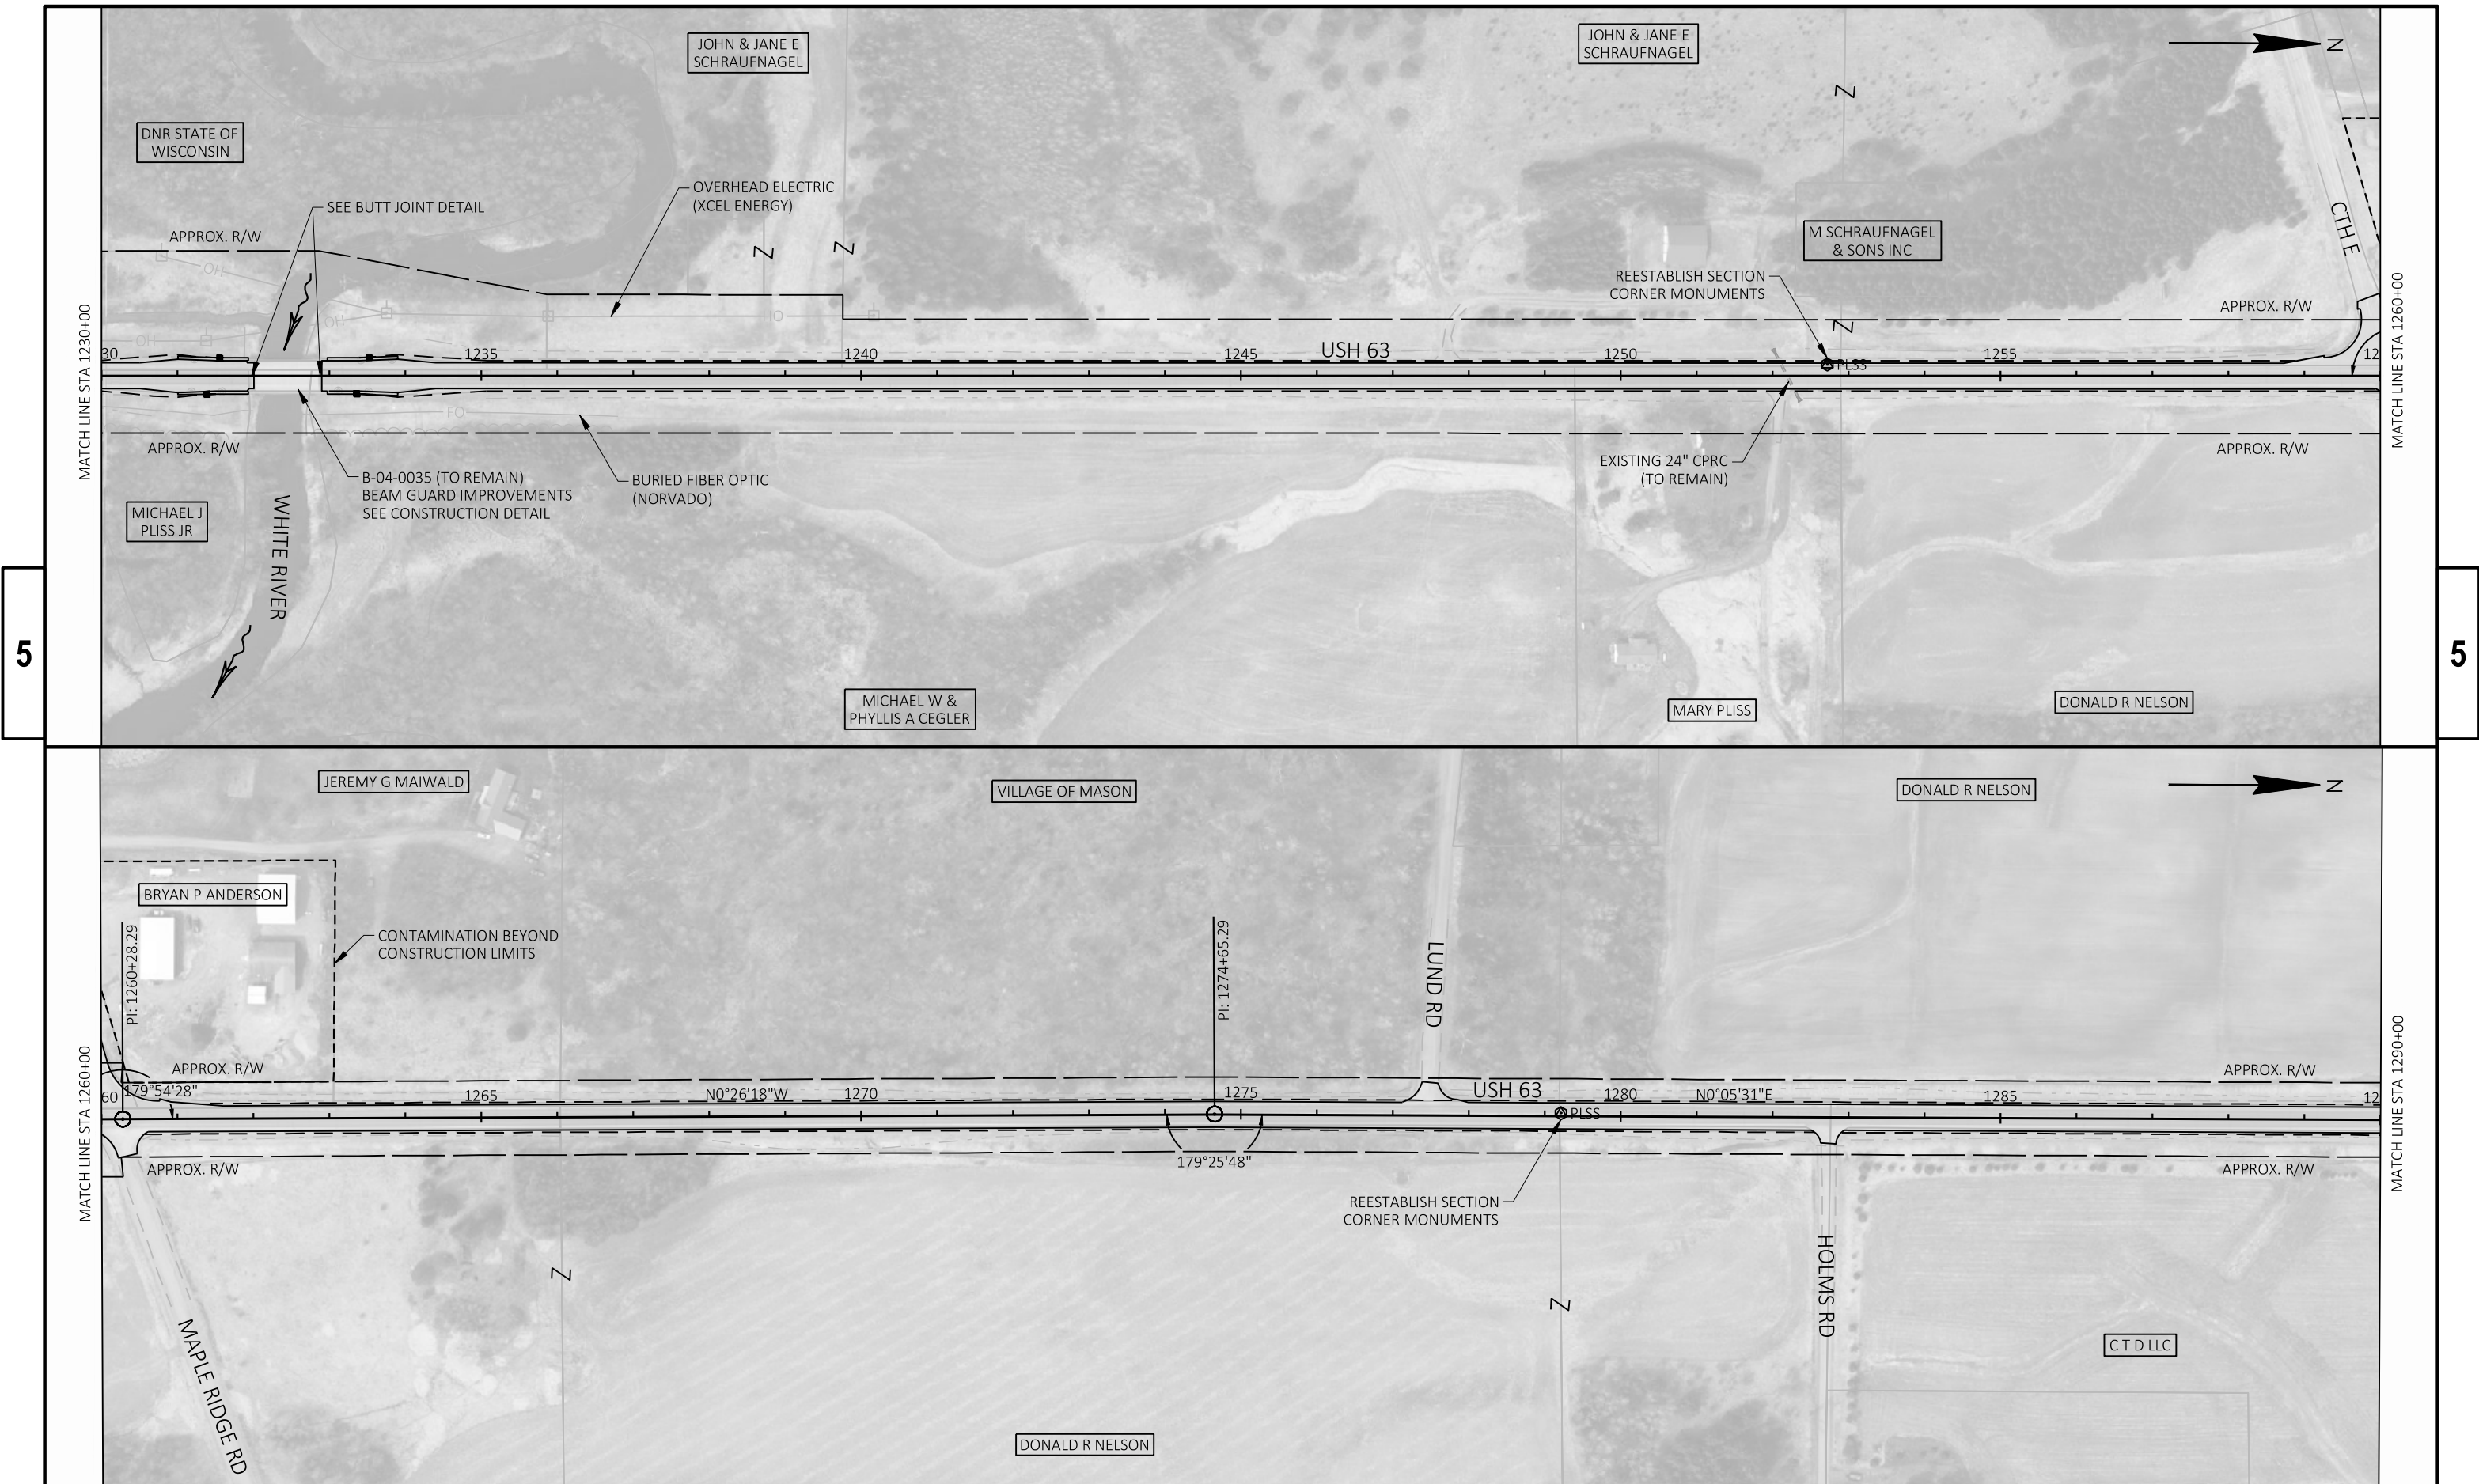 JOHN & JANE E
SCHRAUFNAGEL
JOHN & JANE E
SCHRAUFNAGEL
N
DNR STATE OF
WISCONSIN
Z
OVERHEAD ELECTRIC
(XCEL ENERGY)
SEE BUTT JOINT DETAIL
APPROX. R/W
Z
Z
M SCHRAUFNAGEL
& SONS INC
CTH E
OH
REESTABLISH SECTION
CORNER MONUMENTS
APPROX. R/W
MATCH LINE STA 1230+00
MATCH LINE STA 1260+00
OH
OH
OH
Z
30
1235
1240
1245
USH 63
1250
PLSS
1255
12
FO
APPROX. R/W
APPROX. R/W
B-04-0035 (TO REMAIN)
BEAM GUARD IMPROVEMENTS
SEE CONSTRUCTION DETAIL
BURIED FIBER OPTIC
(NORVADO)
EXISTING 24" CPRC
(TO REMAIN)
MICHAEL J
PLISS JR
WHITE RIVER
5
5
MICHAEL W &
PHYLLIS A CEGLER
MARY PLISS
DONALD R NELSON
JEREMY G MAIWALD
VILLAGE OF MASON
DONALD R NELSON
N
BRYAN P ANDERSON
CONTAMINATION BEYOND
CONSTRUCTION LIMITS
PI: 1260+28.29
PI: 1274+65.29
LUND RD
MATCH LINE STA 1260+00
MATCH LINE STA 1290+00
APPROX. R/W
APPROX. R/W
60
179°54'28"
1265
N0°26'18"W
1270
1275
USH 63
PLSS
1280
N0°05'31"E
1285
12
APPROX. R/W
179°25'48"
APPROX. R/W
REESTABLISH SECTION
CORNER MONUMENTS
HOLMS RD
Z
Z
MAPLE RIDGE RD
C T D LLC
DONALD R NELSON